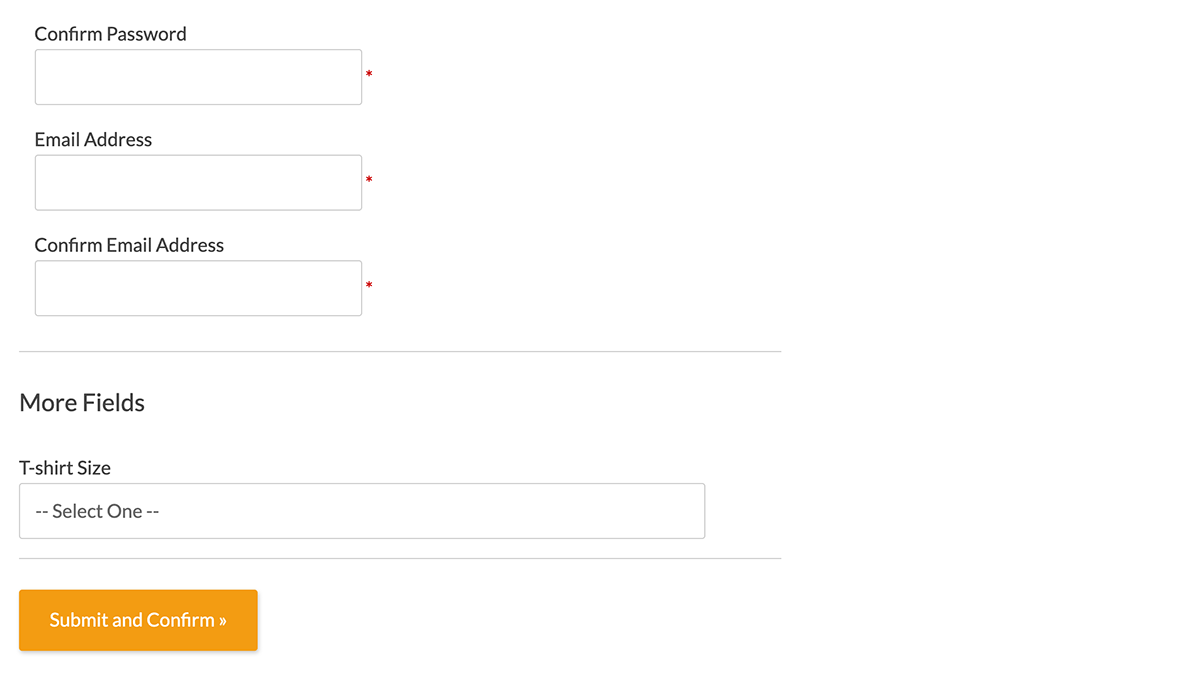 Confirm Password
*
Email Address
*
Confirm Email Address
*
More Fields
T-shirt Size
-- Select One --
Submit and Confirm »